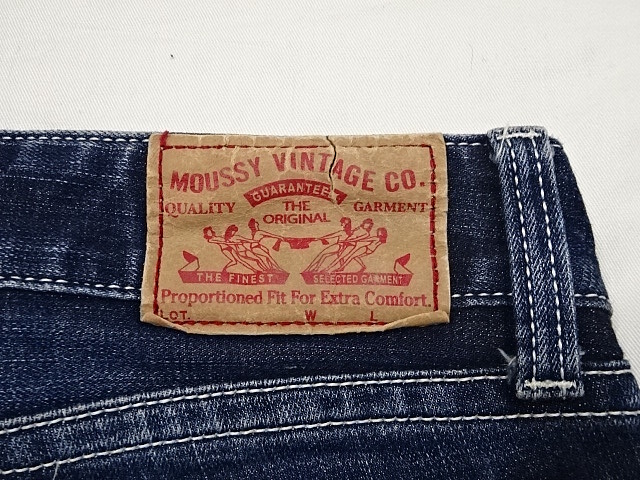 MOUSSY VINTAGE CO.
GUARANTEE
QUALITY THE GARMENT
ORIGINAL
THE FINEST SELECTED GARMENT
Proportioned Fit For Extra Comfort.
LOT. W L